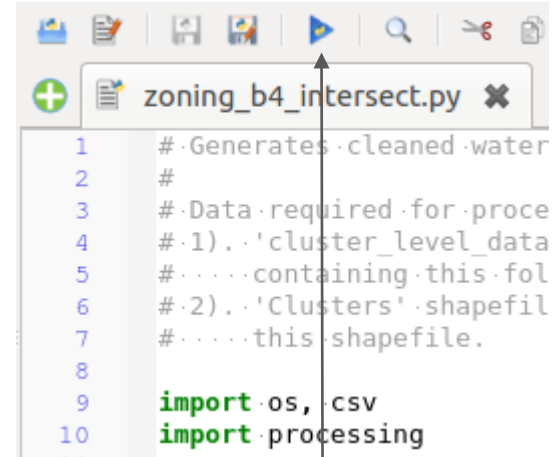 zoning_b4_intersect.py
1 # Generates cleaned water
2 #
3 # Data required for proce
4 # 1). 'cluster_level_data
5 #     containing this fol
6 # 2). 'Clusters' shapefil
7 #     this shapefile.
8
9 import os, csv
10 import processing